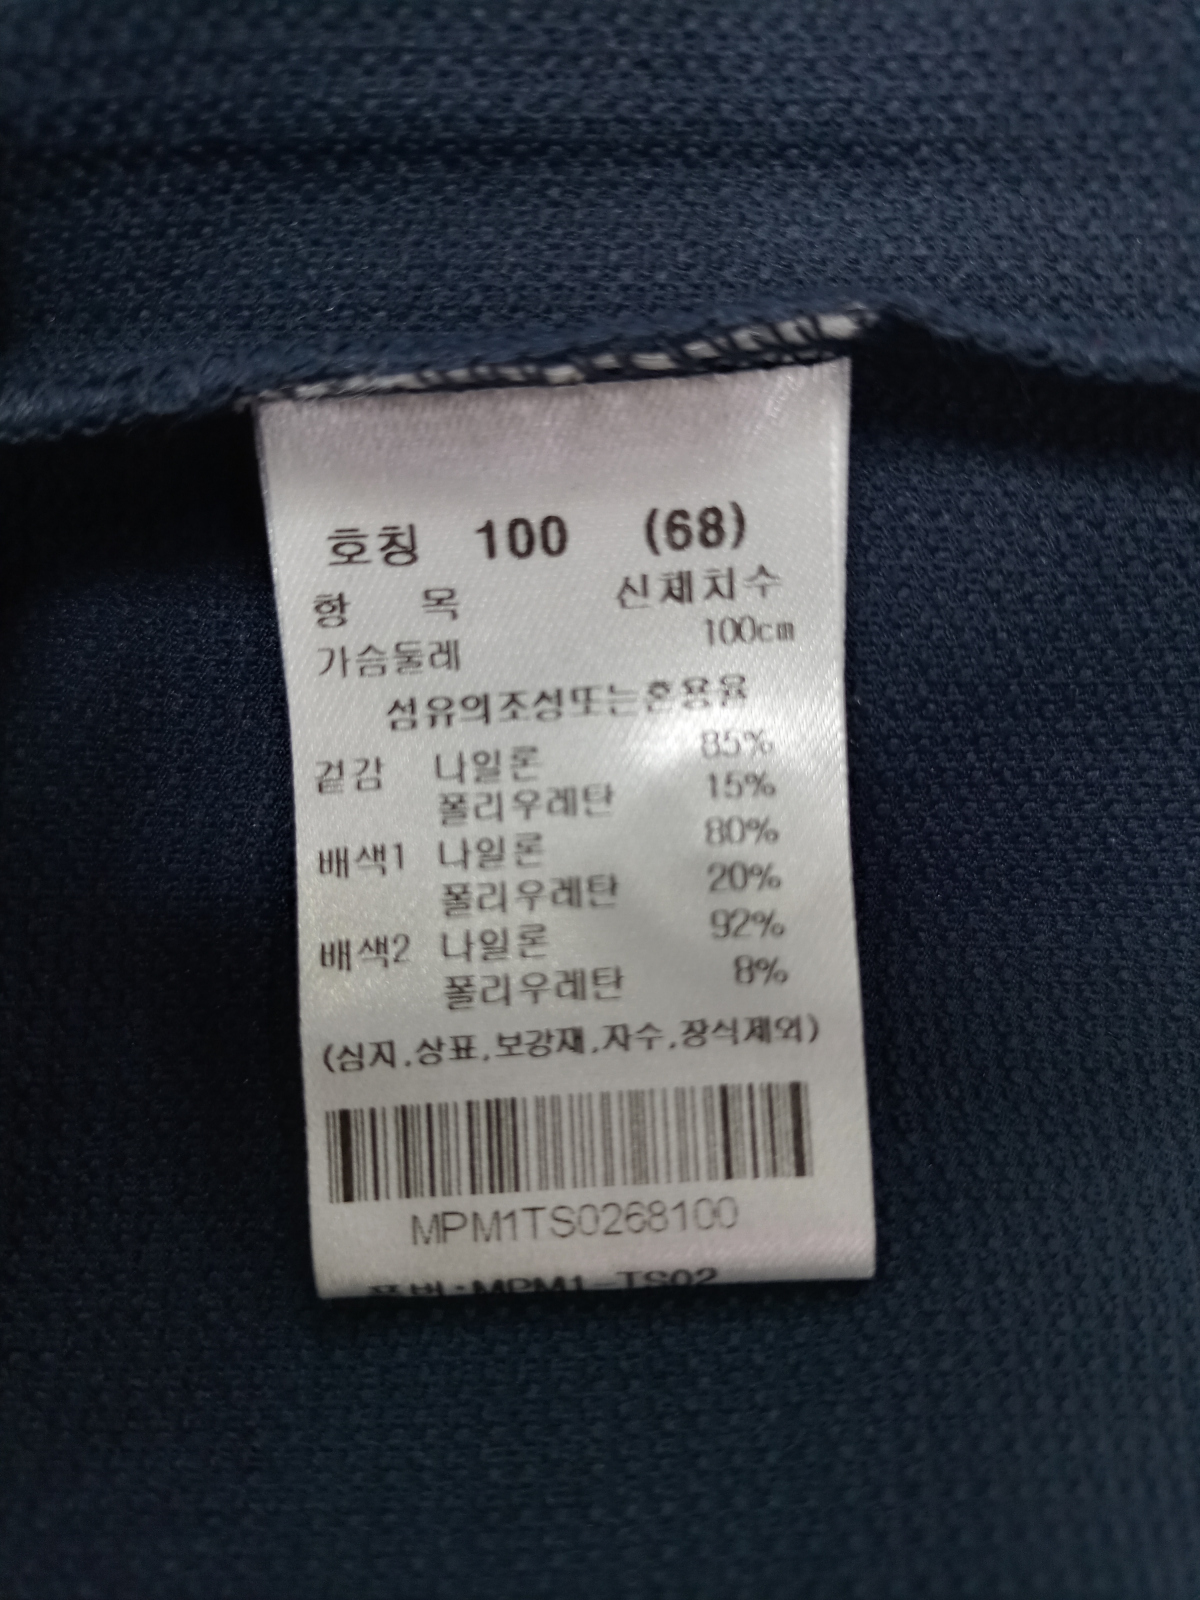 호칭 100 (68)
항 목 신체치수
가슴둘레 100cm
섬유의조성또는혼용율
겉감 나일론 85%
폴리우레탄 15%
배색1 나일론 80%
폴리우레탄 20%
배색2 나일론 92%
폴리우레탄 8%
(심지,상표,보강재,자수,장식제외)
MPM1TS0268100
품번:MPM1-TS02